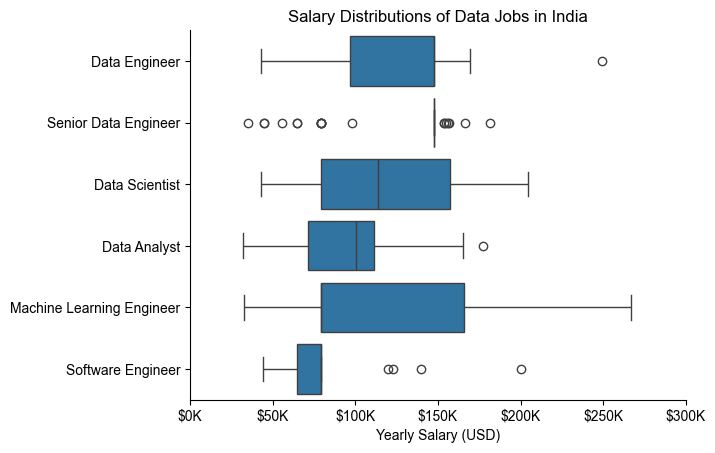 Salary Distributions of Data Jobs in India
Data Engineer
Senior Data Engineer
Data Scientist
Data Analyst
Machine Learning Engineer
Software Engineer
$0K $50K $100K $150K $200K $250K $300K
Yearly Salary (USD)